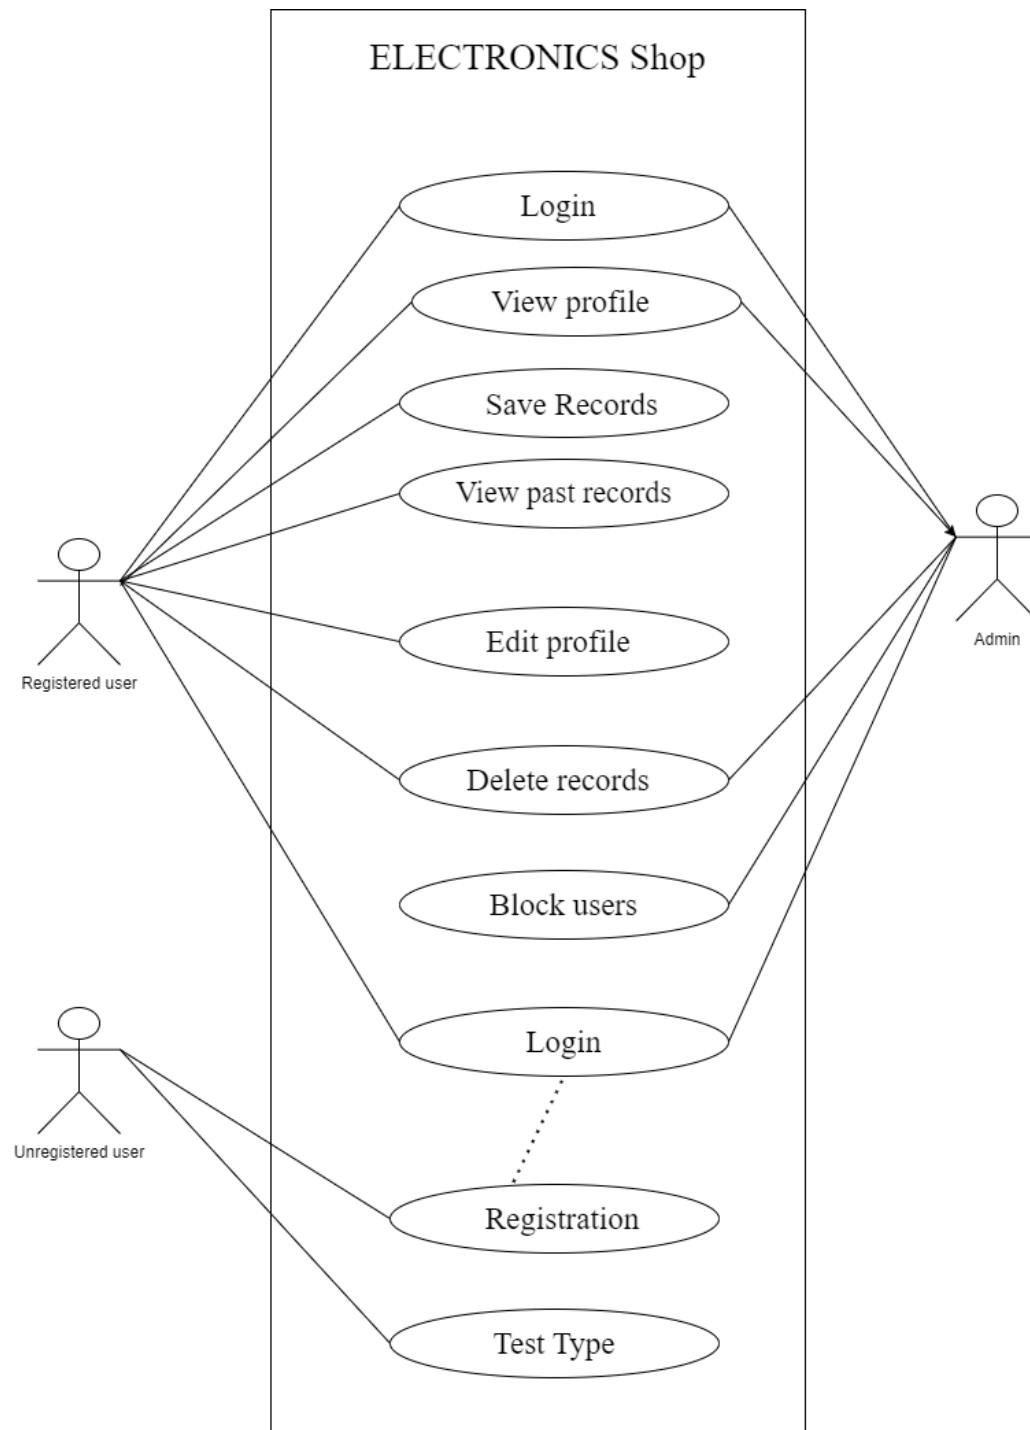 ELECTRONICS Shop
Login
View profile
Save Records
View past records
Registered user
Admin
Edit profile
Delete records
Block users
Login
Unregistered user
Registration
Test Type